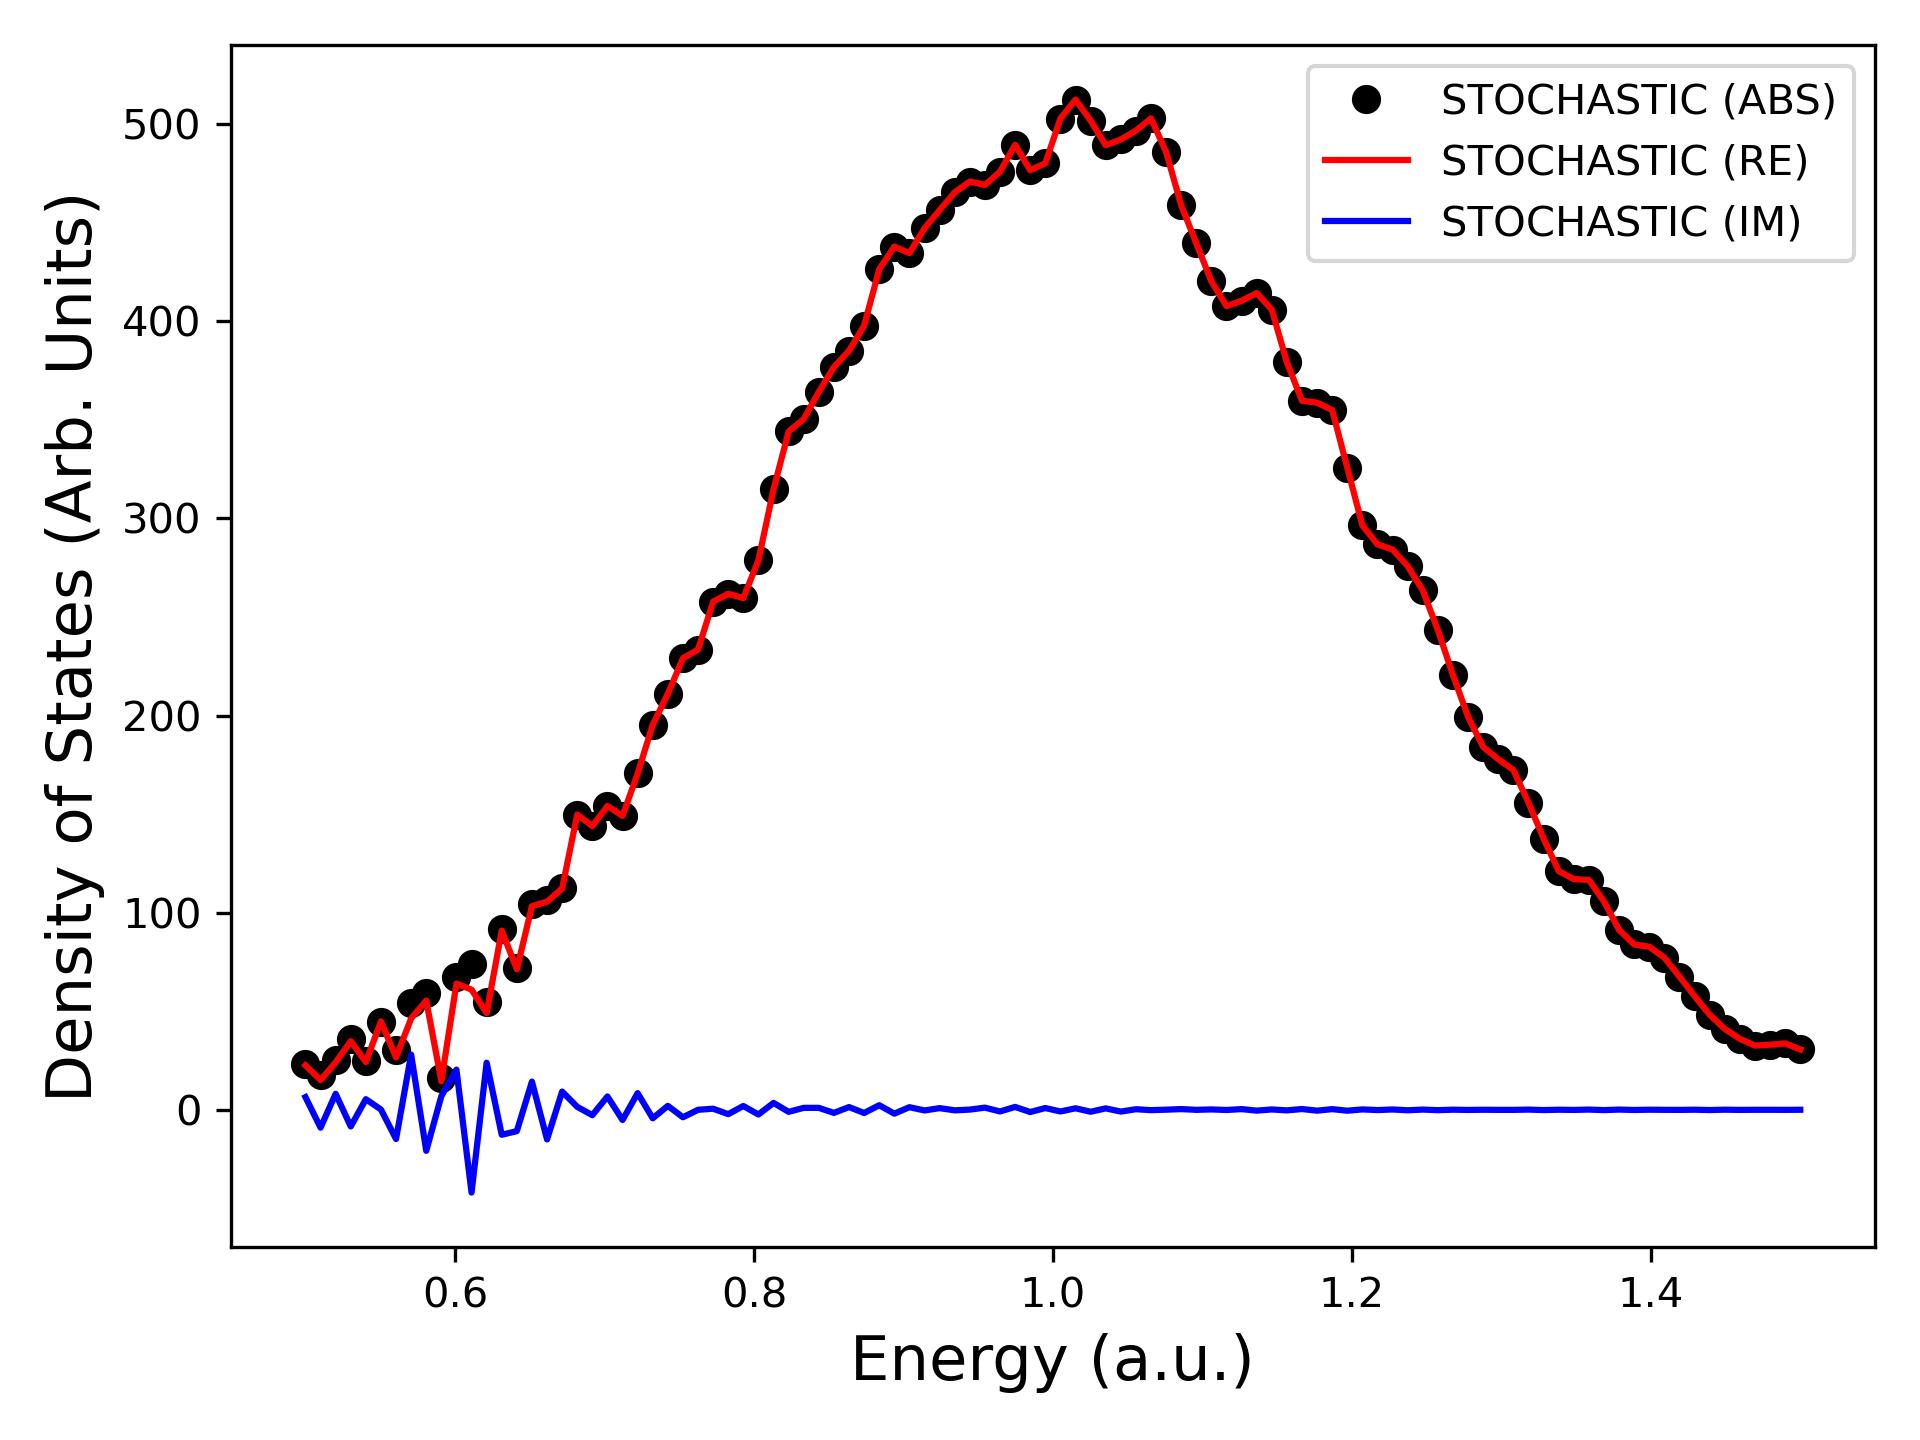 STOCHASTIC (ABS)
STOCHASTIC (RE)
STOCHASTIC (IM)
Density of States (Arb. Units)
500
400
300
200
100
0
0.6 0.8 1.0 1.2 1.4
Energy (a.u.)